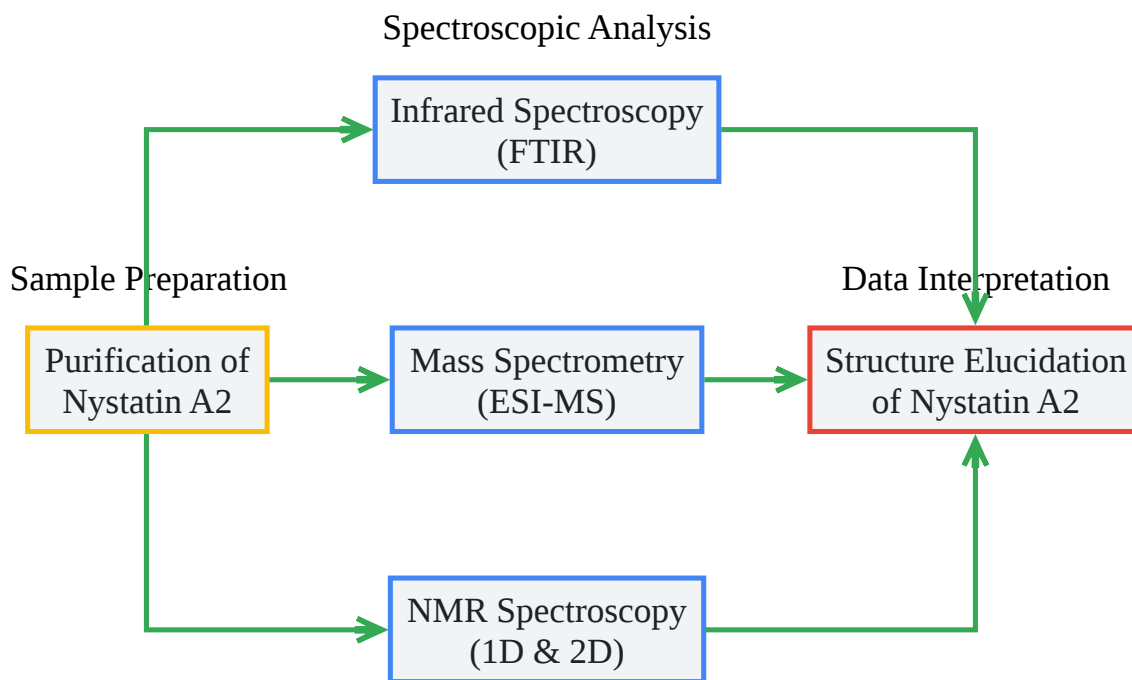 Spectroscopic Analysis
Infrared Spectroscopy
(FTIR)
Sample Preparation
Data Interpretation
Purification of
Nystatin A2
Mass Spectrometry
(ESI-MS)
Structure Elucidation
of Nystatin A2
NMR Spectroscopy
(1D & 2D)